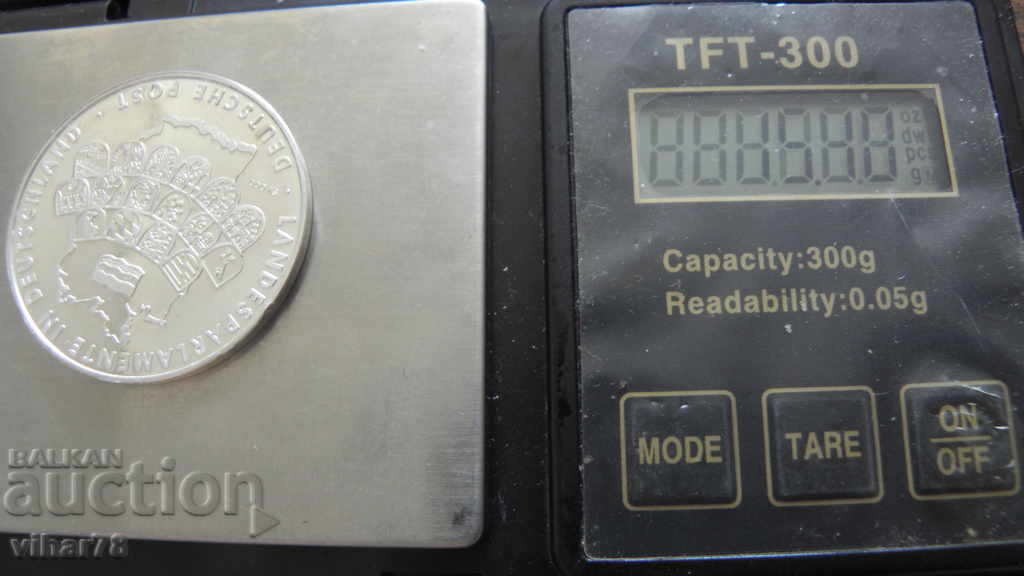 LANDESPARLAMENTE IN DEUTSCHLAND • DEUTSCHE POST •
TFT-300
oz
dw
pc
g
Capacity:300g
Readability:0.05g
MODE
TARE
ON
OFF
BALKAN
auction
vihar78